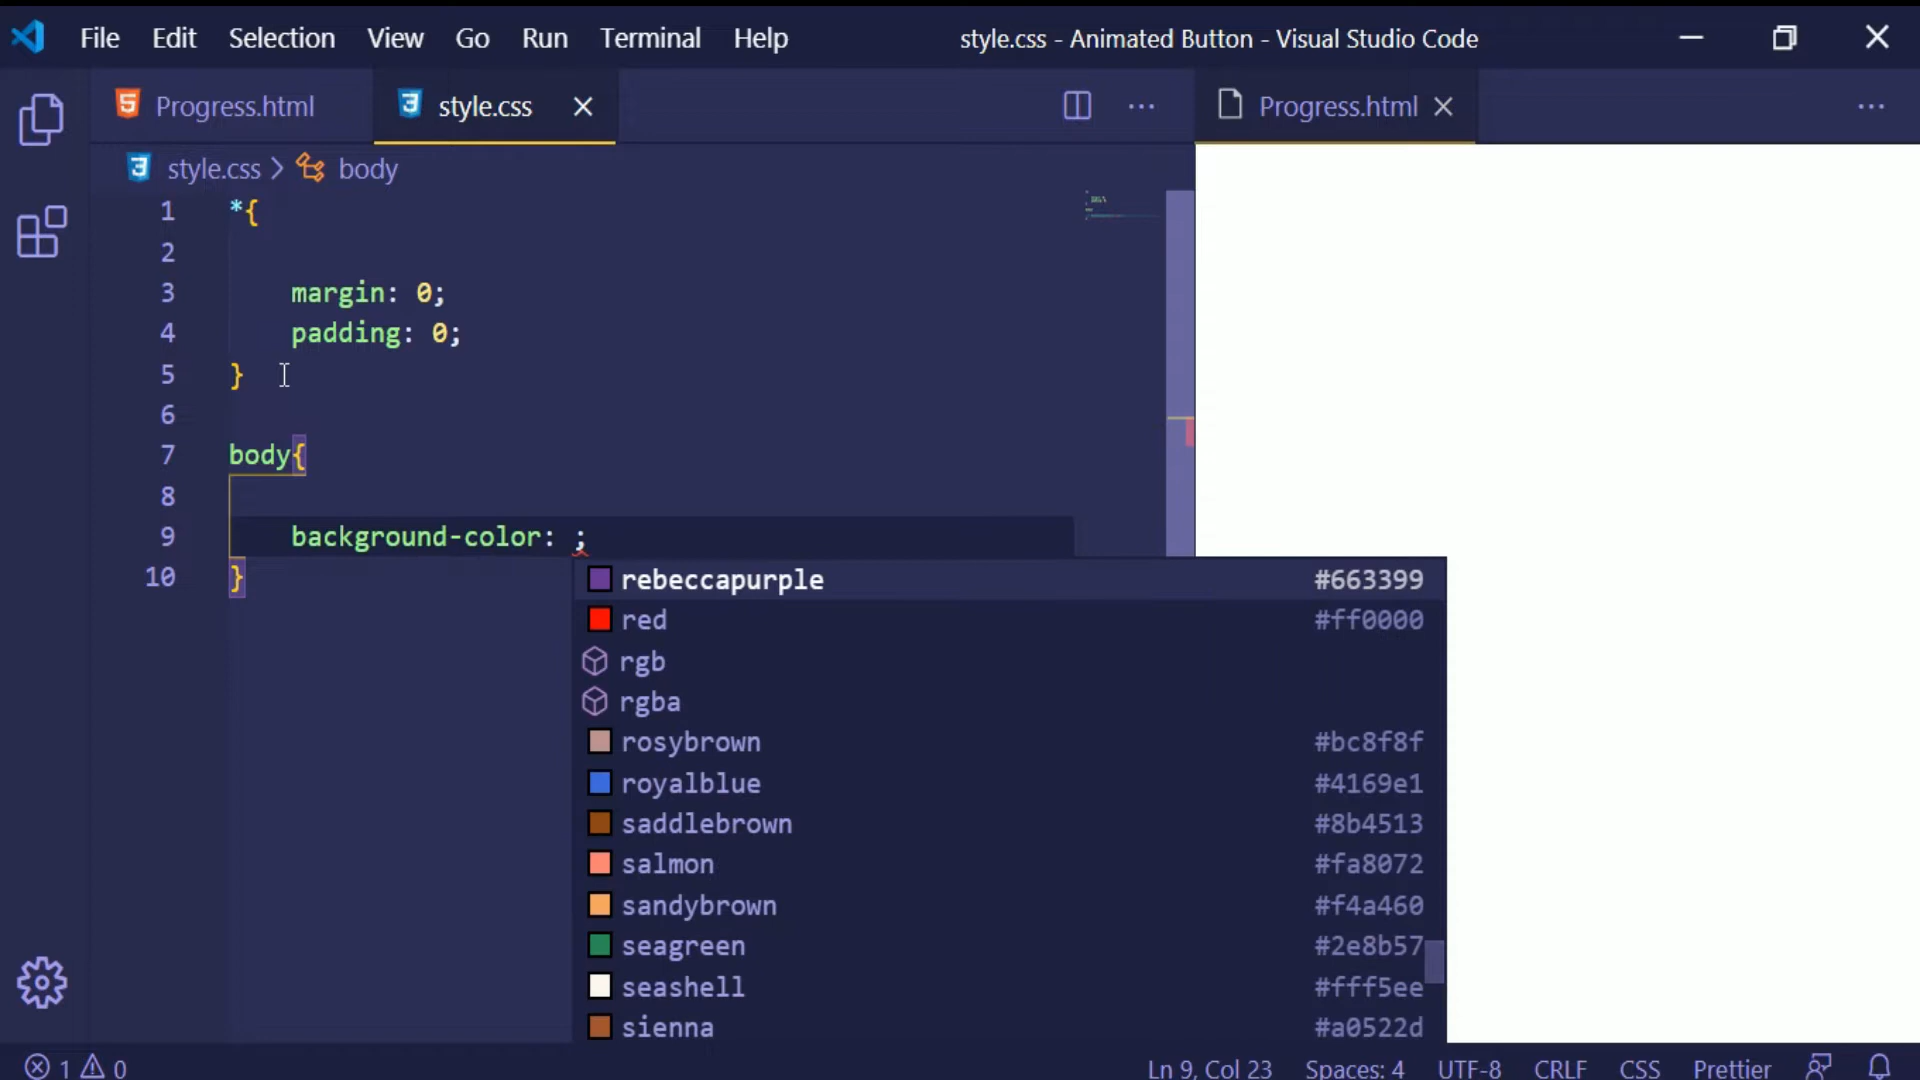 File Edit Selection View Go Run Terminal Help style.css - Animated Button - Visual Studio Code
Progress.html style.css Progress.html
style.css > body
1 *{
2
3 margin: 0;
4 padding: 0;
5 }
6
7 body{
8
9 background-color: ;
10 }
rebeccapurple #663399
red #ff0000
rgb
rgba
rosybrown #bc8f8f
royalblue #4169e1
saddlebrown #8b4513
salmon #fa8072
sandybrown #f4a460
seagreen #2e8b57
seashell #fff5ee
sienna #a0522d
1 0 Ln 9, Col 23 Spaces: 4 UTF-8 CRLF CSS Prettier